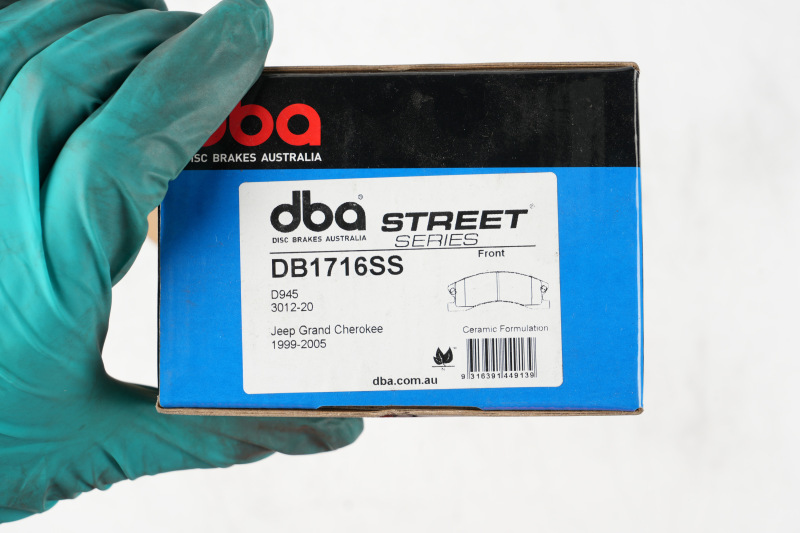 dba
DISC BRAKES AUSTRALIA
dba®
DISC BRAKES AUSTRALIA
STREET®
SERIES
Front
DB1716SS
D945
3012-20
Jeep Grand Cherokee
1999-2005
Ceramic Formulation
9 316391 449139
dba.com.au